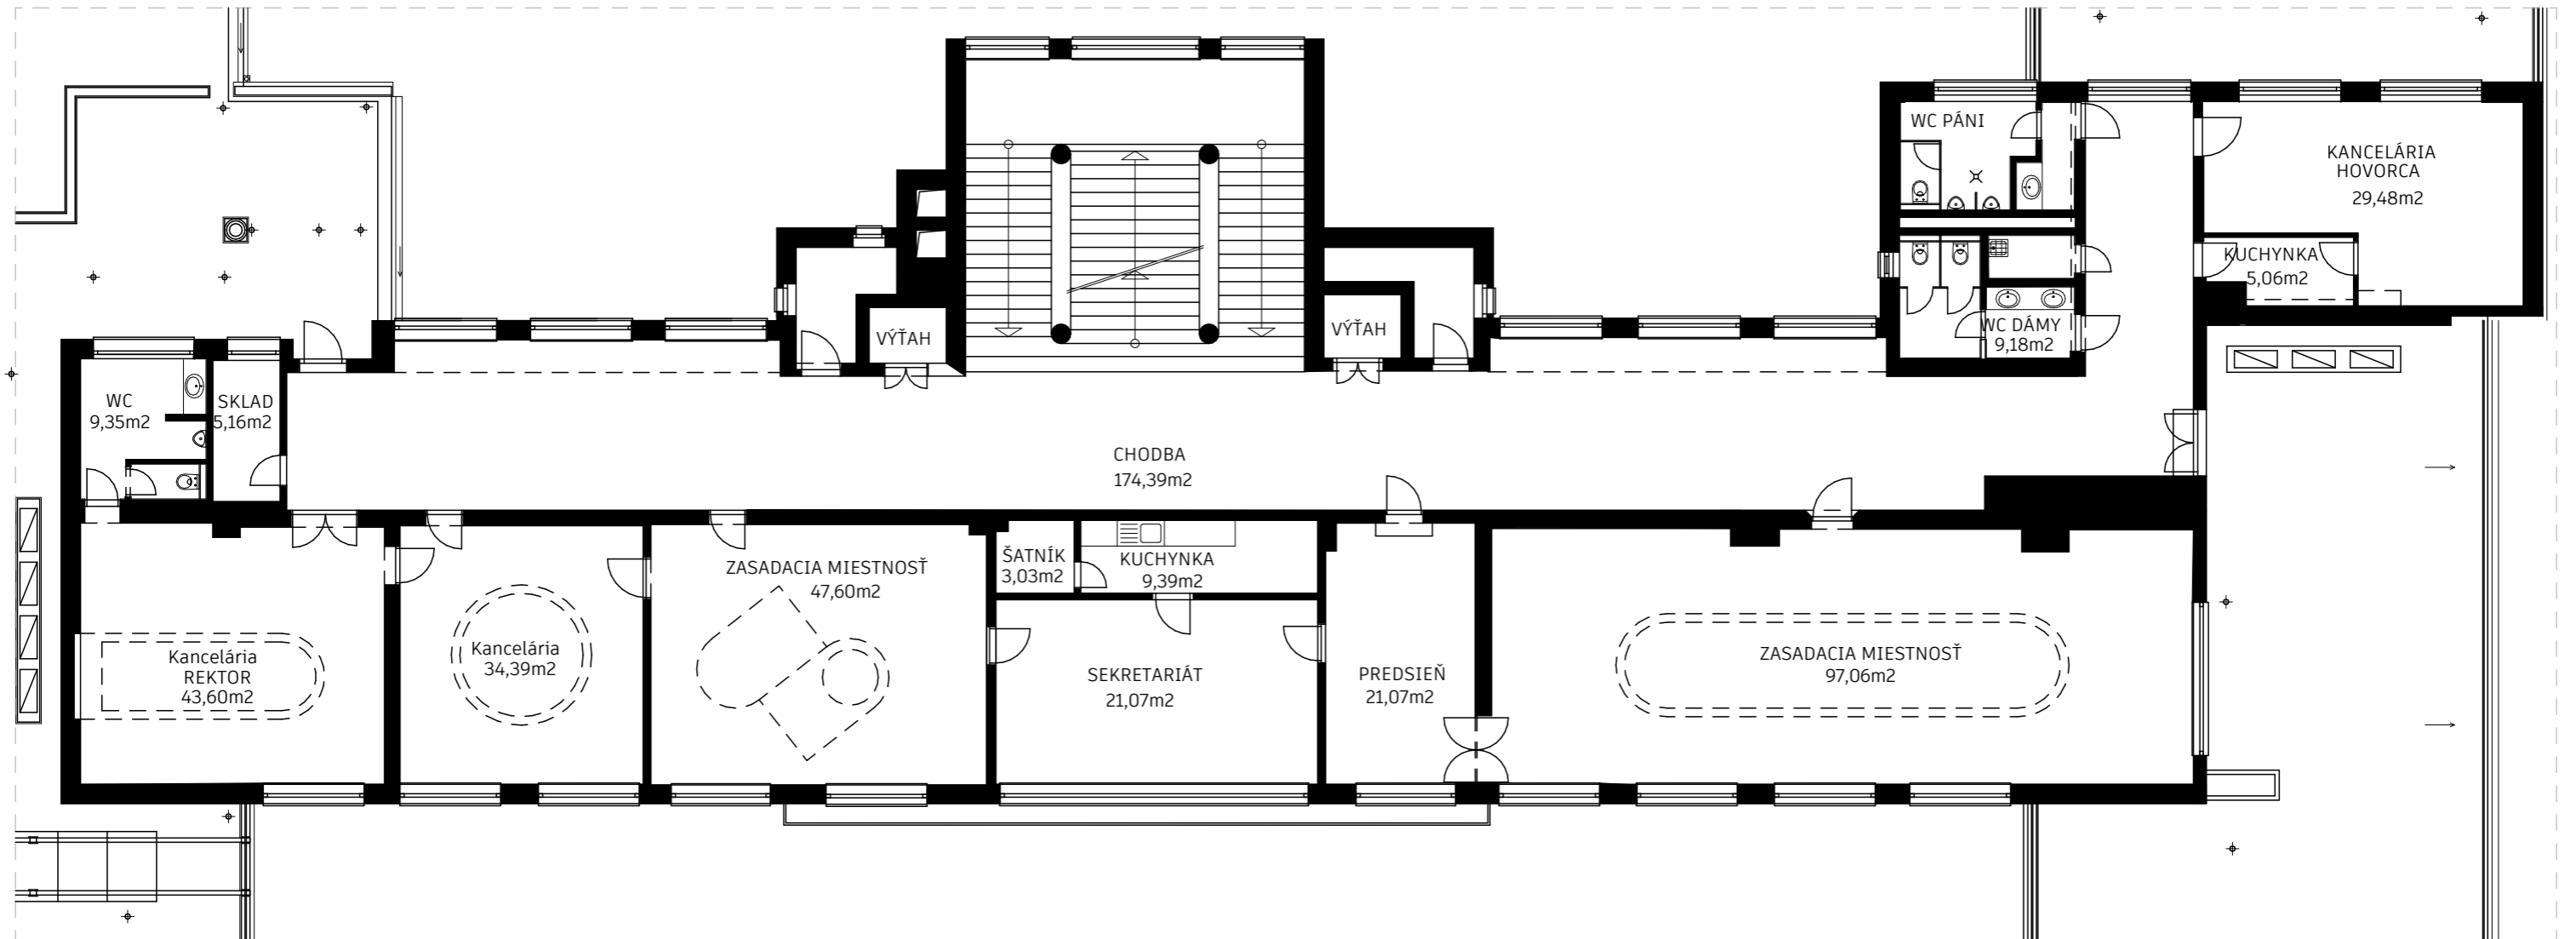 WC PÁNI
KANCELÁRIA
HOVORCA
29,48m2
KUCHYNKA
5,06m2
VÝŤAH
VÝŤAH
WC DÁMY
9,18m2
WC
9,35m2
SKLAD
5,16m2
CHODBA
174,39m2
ZASADACIA MIESTNOSŤ
47,60m2
ŠATNÍK
3,03m2
KUCHYNKA
9,39m2
Kancelária
REKTOR
43,60m2
Kancelária
34,39m2
SEKRETARIÁT
21,07m2
PREDSIEŇ
21,07m2
ZASADACIA MIESTNOSŤ
97,06m2